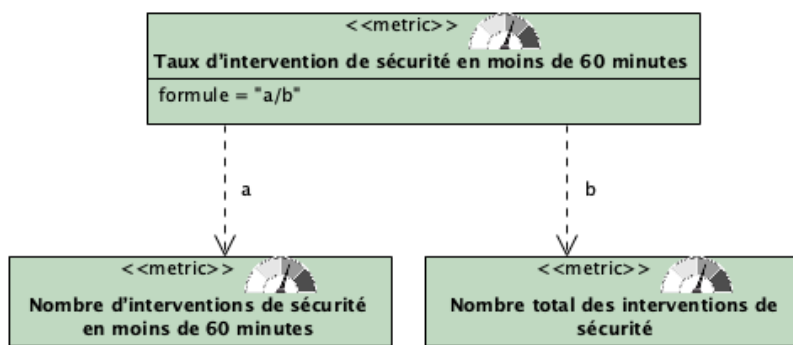 <<metric>>
Taux d'intervention de sécurité en moins de 60 minutes
formule = "a/b"
a
b
<<metric>>
Nombre d'interventions de sécurité
en moins de 60 minutes
<<metric>>
Nombre total des interventions de
sécurité